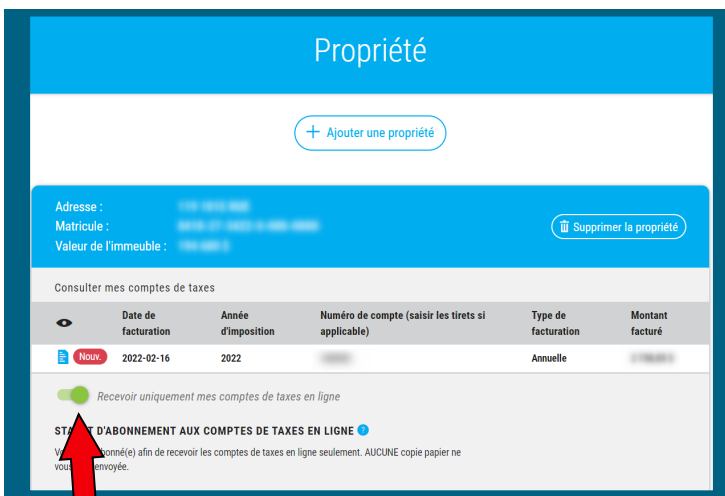 Propriété
+ Ajouter une propriété
Adresse :
Matricule :
Valeur de l'immeuble :
Supprimer la propriété
Consulter mes comptes de taxes
Date de facturation
Année d'imposition
Numéro de compte (saisir les tirets si applicable)
Type de facturation
Montant facturé
Nouv.
2022-02-16
2022
Annuelle
Recevoir uniquement mes comptes de taxes en ligne
D'ABONNEMENT AUX COMPTES DE TAXES EN LIGNE ?
afin de recevoir les comptes de taxes en ligne seulement. AUCUNE copie papier ne
vous envoyée.